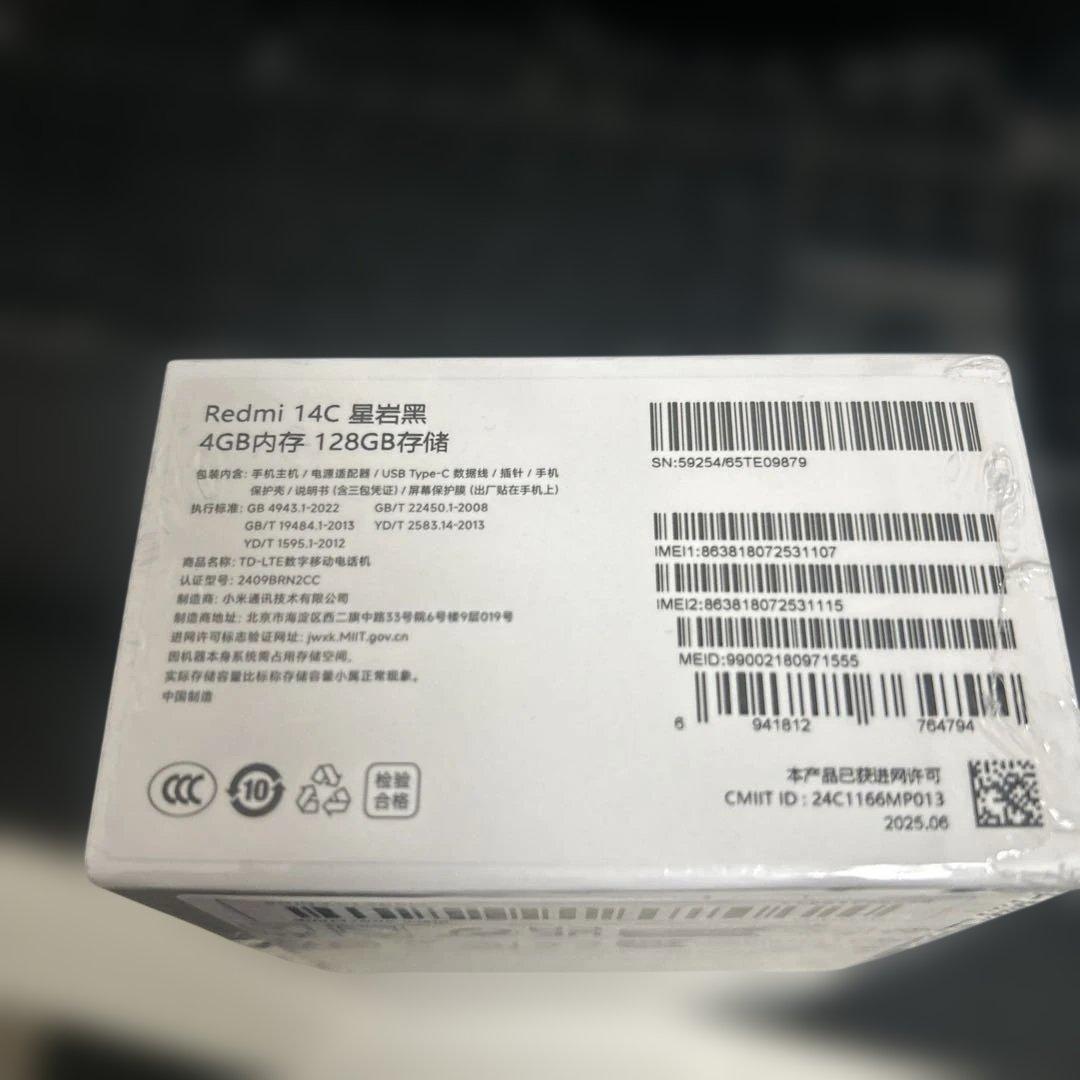 Redmi 14C 星岩黑
4GB内存 128GB存储
包装内含: 手机主机 / 电源适配器 / USB Type-C 数据线 / 插针 / 手机
保护壳 / 说明书 (含三包凭证) / 屏幕保护膜 (出厂贴在手机上)
执行标准: GB 4943.1-2022 GB/T 22450.1-2008
GB/T 19484.1-2013 YD/T 2583.14-2013
YD/T 1595.1-2012
商品名称: TD-LTE数字移动电话机
认证型号: 2409BRN2CC
制造商: 小米通讯技术有限公司
制造商地址: 北京市海淀区西二旗中路33号院6号楼9层019号
进网许可标志验证网址: jwxk.MIIT.gov.cn
因机器本身系统需占用存储空间,
实际存储容量比标称存储容量小属正常现象。
中国制造
CCC
10
检验
合格
SN:59254/65TE09879
IMEI1:863818072531107
IMEI2:863818072531115
MEID:99002180971555
6 941812 764794
本产品已获进网许可
CMIIT ID : 24C1166MP013
2025.06